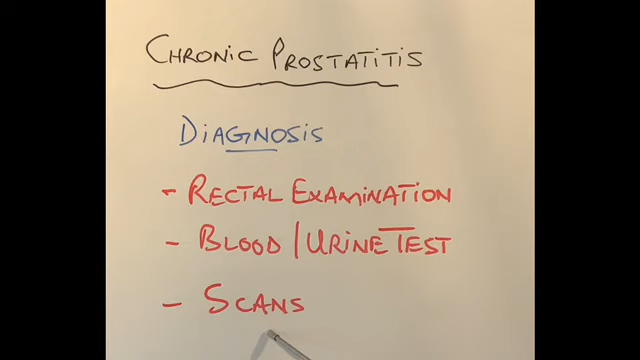 CHRONIC PROSTATITIS
DIAGNOSIS
- RECTAL EXAMINATION
- BLOOD / URINE TEST
- SCANS